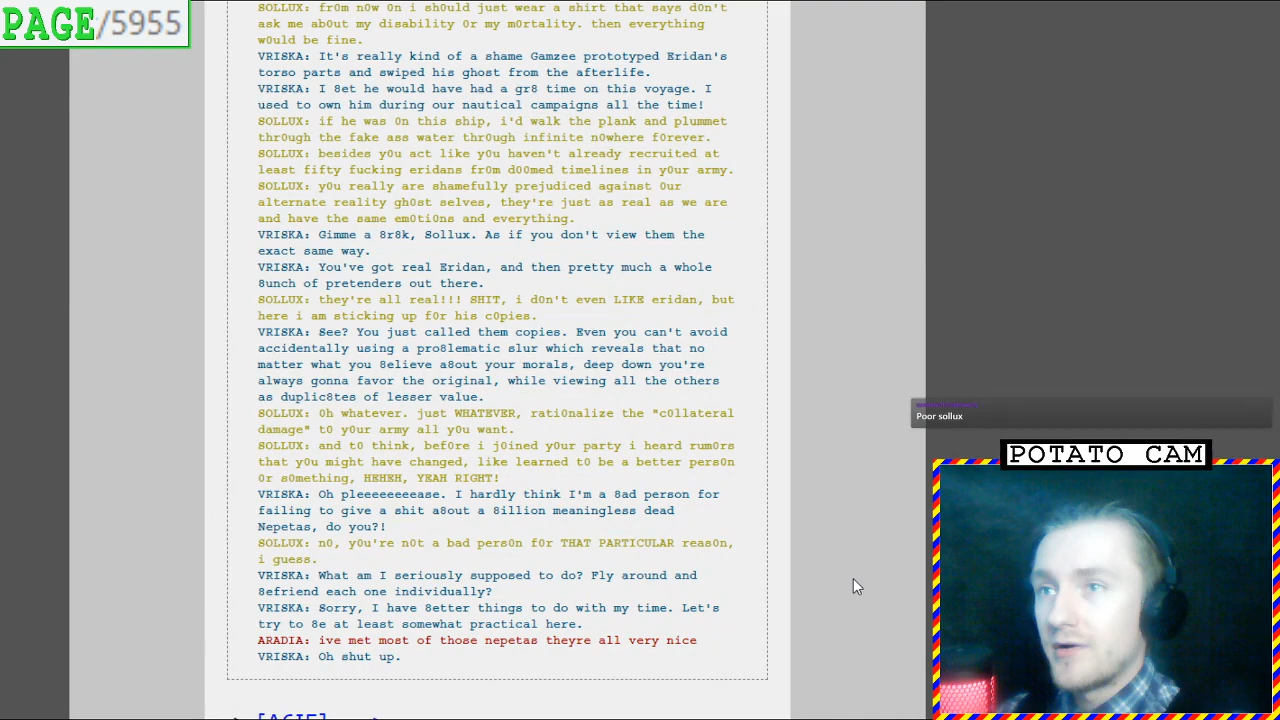 PAGE/5955
SOLLUX: fr0m n0w 0n i sh0uld just wear a shirt that says d0n't
ask me ab0ut my disability 0r my m0rtality. then everything
w0uld be fine.
VRISKA: It's really kind of a shame Gamzee prototyped Eridan's
torso parts and swiped his ghost from the afterlife.
VRISKA: I 8et he would have had a gr8 time on this voyage. I
used to own him during our nautical campaigns all the time!
SOLLUX: if he was 0n this ship, i'd walk the plank and plummet
thr0ugh the fake ass water thr0ugh infinite n0where f0rever.
SOLLUX: besides y0u act like y0u haven't already recruited at
least fifty fucking eridans fr0m d00med timelines in y0ur army.
SOLLUX: y0u really are shamefully prejudiced against 0ur
alternate reality gh0st selves, they're just as real as we are
and have the same em0ti0ns and everything.
VRISKA: Gimme a 8r8k, Sollux. As if you don't view them the
exact same way.
VRISKA: You've got real Eridan, and then pretty much a whole
8unch of pretenders out there.
SOLLUX: they're all real!!! SHIT, i d0n't even LIKE eridan, but
here i am sticking up f0r his c0pies.
VRISKA: See? You just called them copies. Even you can't avoid
accidentally using a pro8lematic slur which reveals that no
matter what you 8elieve a8out your morals, deep down you're
always gonna favor the original, while viewing all the others
as duplic8tes of lesser value.
SOLLUX: 0h whatever. just WHATEVER, rati0nalize the "c0llateral
damage" t0 y0ur army all y0u want.
SOLLUX: and t0 think, bef0re i j0ined y0ur party i heard rum0rs
that y0u might have changed, like learned t0 be a better pers0n
0r s0mething, HEHEH, YEAH RIGHT!
VRISKA: Oh pleeeeeeeease. I hardly think I'm a 8ad person for
failing to give a shit a8out a 8illion meaningless dead
Nepetas, do you?!
SOLLUX: n0, y0u're n0t a bad pers0n f0r THAT PARTICULAR reas0n,
i guess.
VRISKA: What am I seriously supposed to do? Fly around and
8efriend each one individually?
VRISKA: Sorry, I have 8etter things to do with my time. Let's
try to 8e at least somewhat practical here.
ARADIA: ive met most of those nepetas theyre all very nice
VRISKA: Oh shut up.
Poor sollux
POTATO CAM